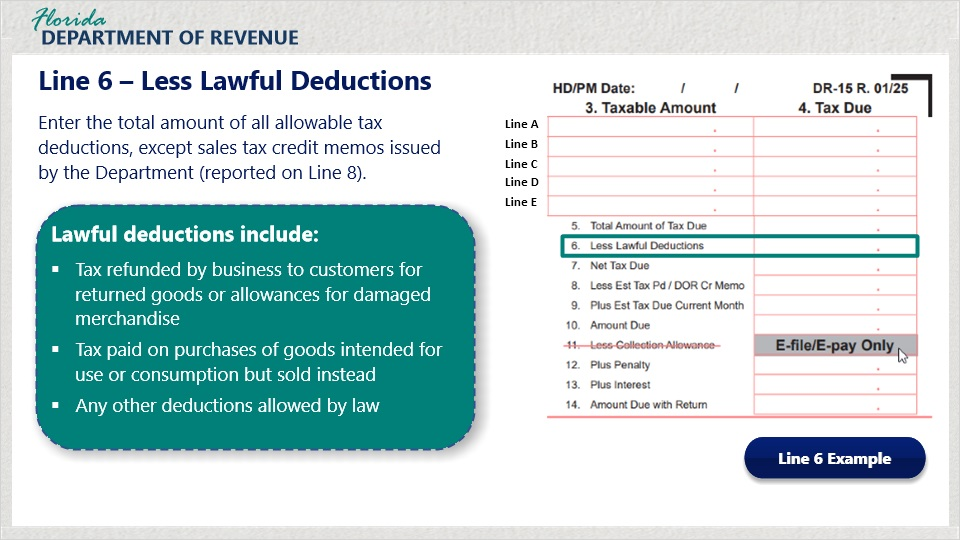 Florida
DEPARTMENT OF REVENUE
Line 6 – Less Lawful Deductions
Enter the total amount of all allowable tax
deductions, except sales tax credit memos issued
by the Department (reported on Line 8).
Lawful deductions include:
▪ Tax refunded by business to customers for
returned goods or allowances for damaged
merchandise
▪ Tax paid on purchases of goods intended for
use or consumption but sold instead
▪ Any other deductions allowed by law
HD/PM Date: / / DR-15 R. 01/25
3. Taxable Amount 4. Tax Due
Line A
Line B
Line C
Line D
Line E
5. Total Amount of Tax Due
6. Less Lawful Deductions
7. Net Tax Due
8. Less Est Tax Pd / DOR Cr Memo
9. Plus Est Tax Due Current Month
10. Amount Due
11. Less Collection Allowance E-file/E-pay Only
12. Plus Penalty
13. Plus Interest
14. Amount Due with Return
Line 6 Example